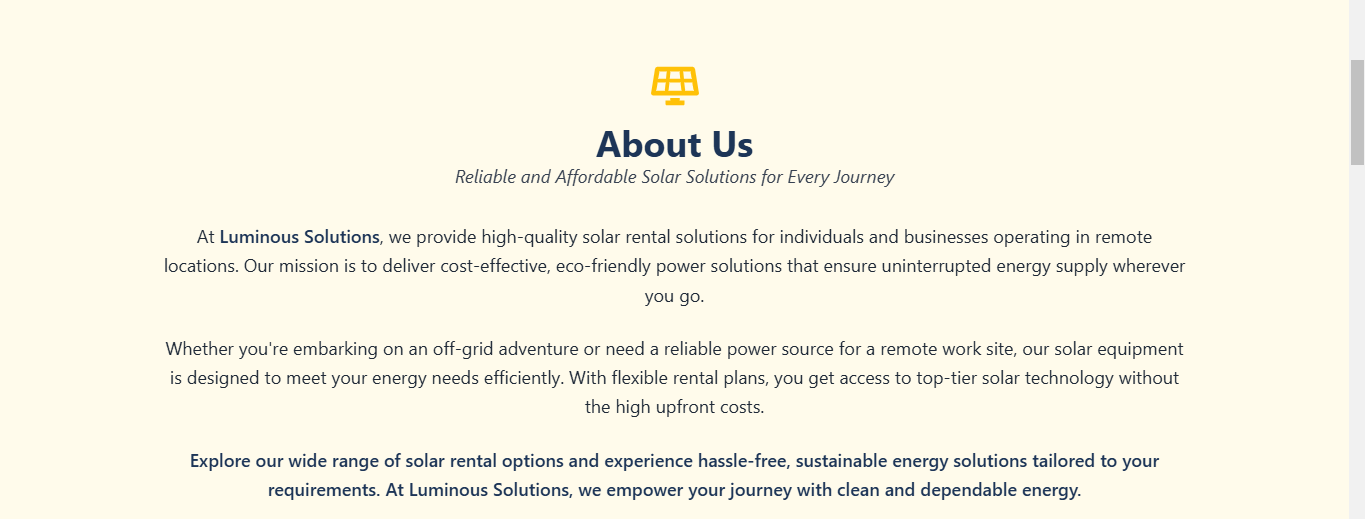 About Us
Reliable and Affordable Solar Solutions for Every Journey
At Luminous Solutions, we provide high-quality solar rental solutions for individuals and businesses operating in remote
locations. Our mission is to deliver cost-effective, eco-friendly power solutions that ensure uninterrupted energy supply wherever
you go.
Whether you're embarking on an off-grid adventure or need a reliable power source for a remote work site, our solar equipment
is designed to meet your energy needs efficiently. With flexible rental plans, you get access to top-tier solar technology without
the high upfront costs.
Explore our wide range of solar rental options and experience hassle-free, sustainable energy solutions tailored to your
requirements. At Luminous Solutions, we empower your journey with clean and dependable energy.